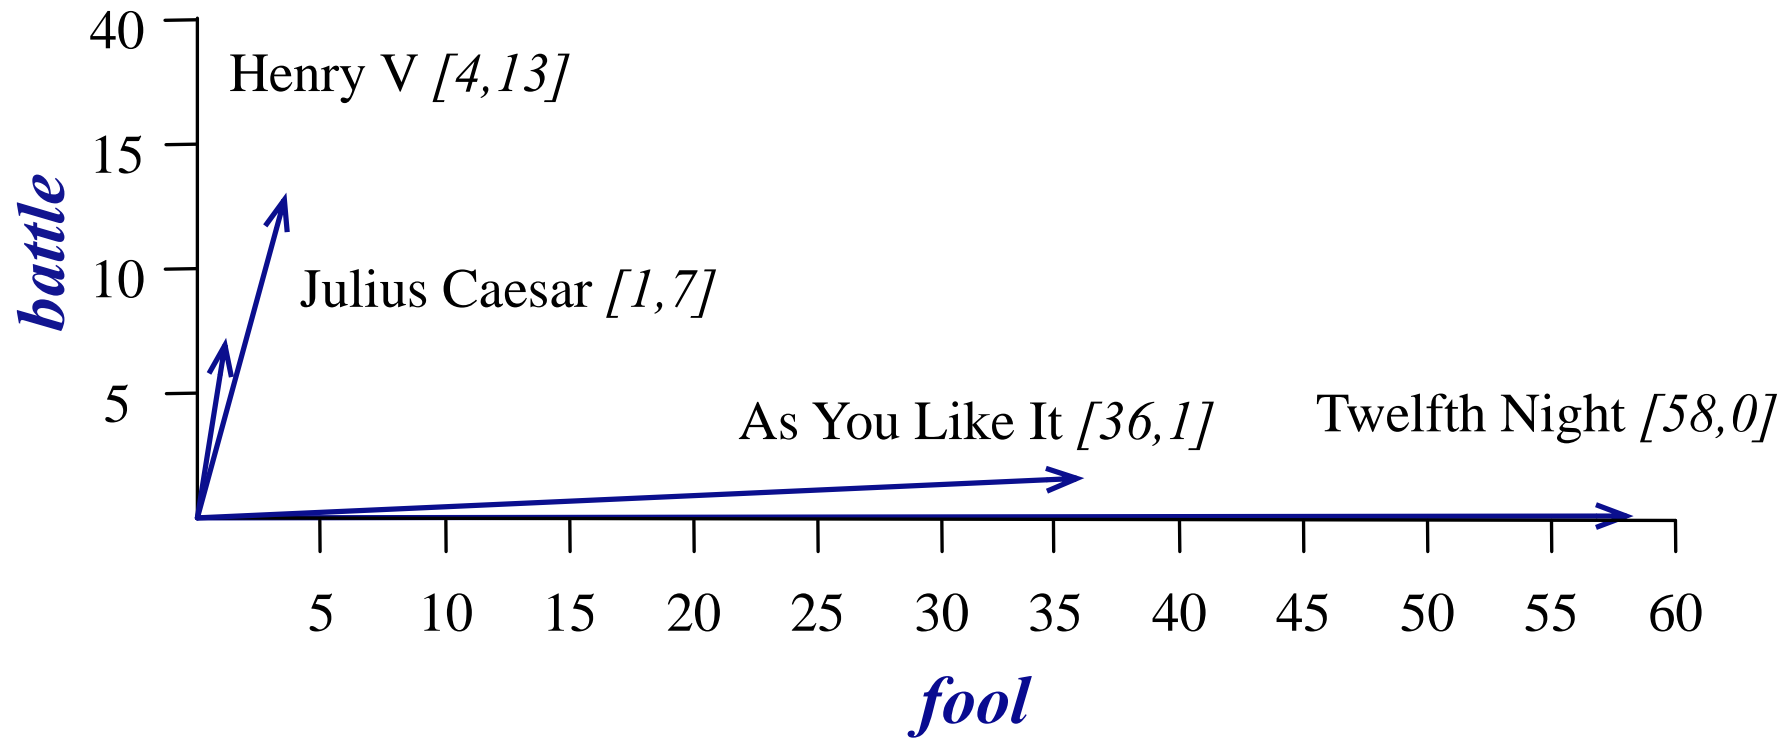 40
Henry V [4,13]
15
battle
10
Julius Caesar [1,7]
5
As You Like It [36,1]
Twelfth Night [58,0]
5 10 15 20 25 30 35 40 45 50 55 60
fool